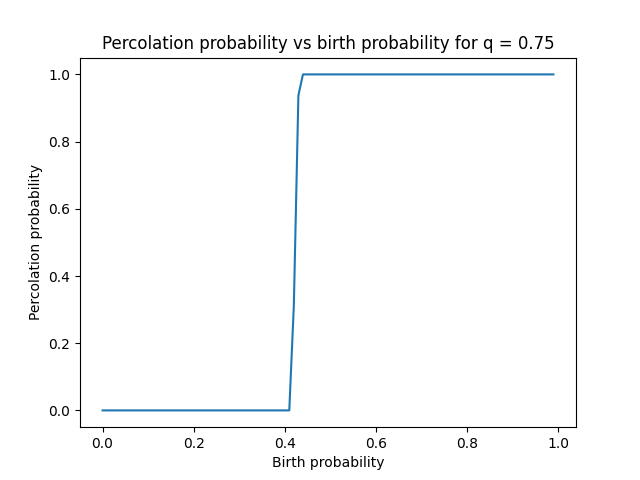 Percolation probability vs birth probability for q = 0.75
1.0
0.8
0.6
0.4
0.2
0.0
Percolation probability
0.0 0.2 0.4 0.6 0.8 1.0
Birth probability